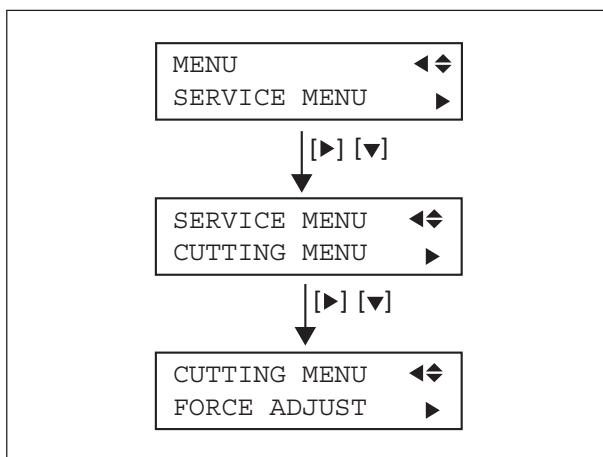 MENU ◀◆
SERVICE MENU ▶
[▶] [▼]
SERVICE MENU ◀◆
CUTTING MENU ▶
[▶] [▼]
CUTTING MENU ◀◆
FORCE ADJUST ▶